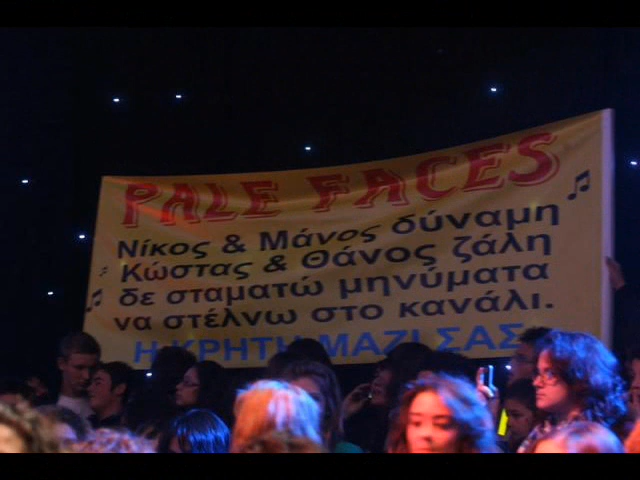 PALE FACES
Νίκος & Μάνος δύναμη
Κώστας & Θάνος ζάλη
δε σταματώ μηνύματα
να στέλνω στο κανάλι.
Η ΚΡΗΤΗ ΜΑΖΙ ΣΑΣ